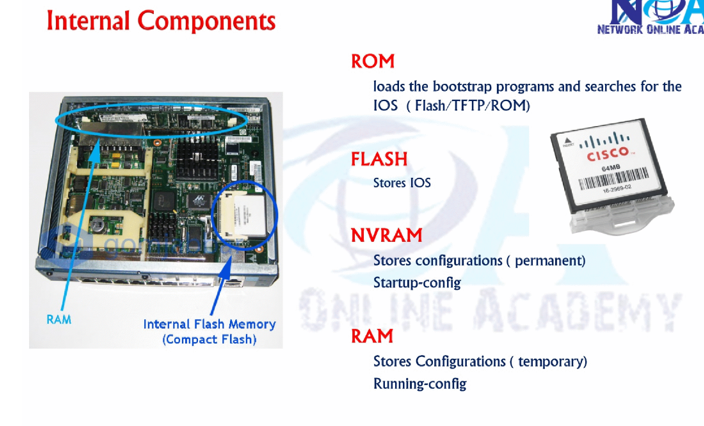 Internal Components
NETWORK ONLINE ACA
ROM
loads the bootstrap programs and searches for the
IOS ( Flash/TFTP/ROM)
FLASH
Stores IOS
CISCO
64MB
NVRAM
Stores configurations ( permanent)
Startup-config
RAM
Stores Configurations ( temporary)
Running-config
RAM
Internal Flash Memory
(Compact Flash)
ONLINE ACADEMY